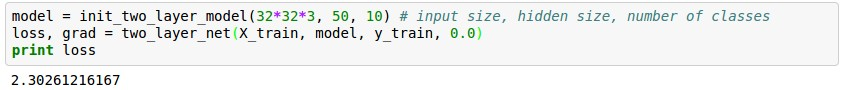 model = init_two_layer_model(32*32*3, 50, 10) # input size, hidden size, number of classes
loss, grad = two_layer_net(X_train, model, y_train, 0.0)
print loss
2.30261216167